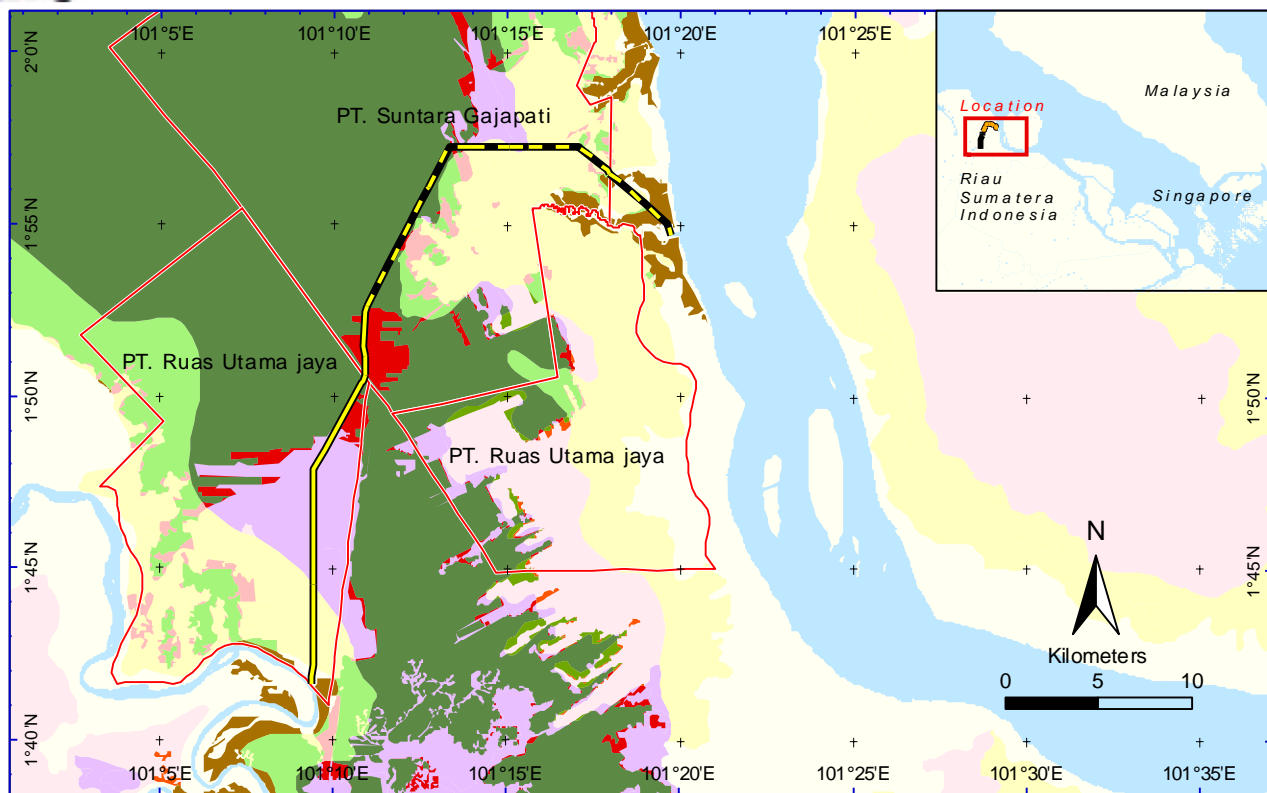 101°5'E 101°10'E 101°15'E 101°20'E 101°25'E
2°0'N
Malaysia
Location
PT. Suntara Gajapati
Riau
Sumatera
Indonesia
Singapore
1°55'N
PT. Ruas Utama jaya
1°50'N 1°50'N
PT. Ruas Utama jaya
N
1°45'N 1°45'N
Kilometers
0 5 10
1°40'N
101°5'E 101°10'E 101°15'E 101°20'E 101°25'E 101°30'E 101°35'E